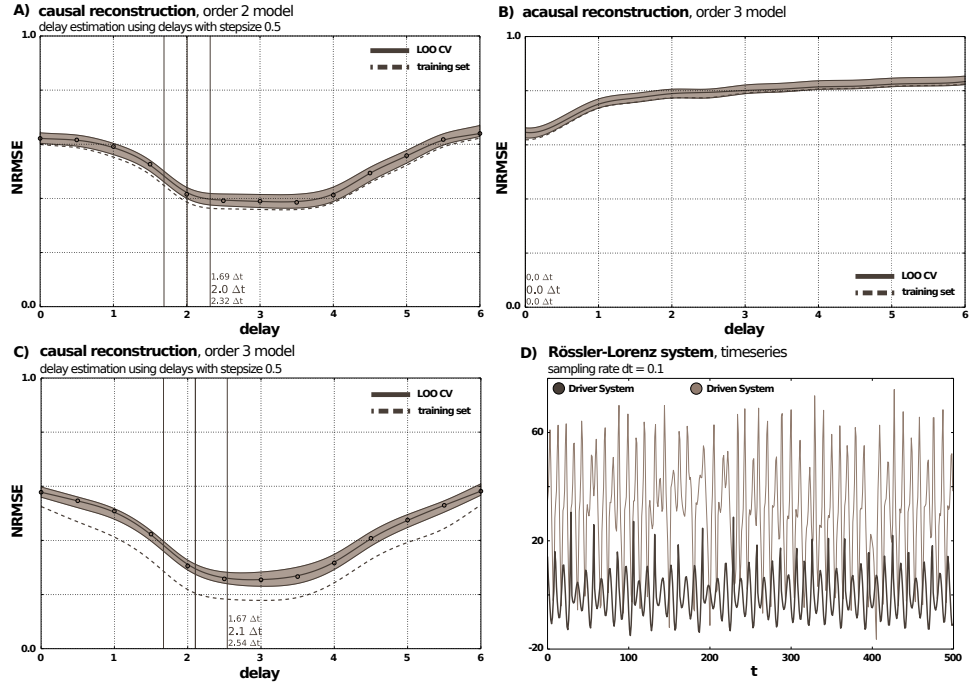 A) causal reconstruction, order 2 model
delay estimation using delays with stepsize 0.5
1.0
NRMSE
0.0
LOO CV
training set
1.69 Δt
2.0 Δt
2.32 Δt
0 1 2 3 4 5 6
delay
B) acausal reconstruction, order 3 model
1.0
NRMSE
0.0
0.0 Δt
0.0 Δt
0.0 Δt
LOO CV
training set
0 1 2 3 4 5 6
delay
C) causal reconstruction, order 3 model
delay estimation using delays with stepsize 0.5
1.0
NRMSE
0.0
LOO CV
training set
1.67 Δt
2.1 Δt
2.54 Δt
0 1 2 3 4 5 6
delay
D) Rössler-Lorenz system, timeseries
sampling rate dt = 0.1
Driver System Driven System
60
20
-20
0 100 200 300 400 500
t